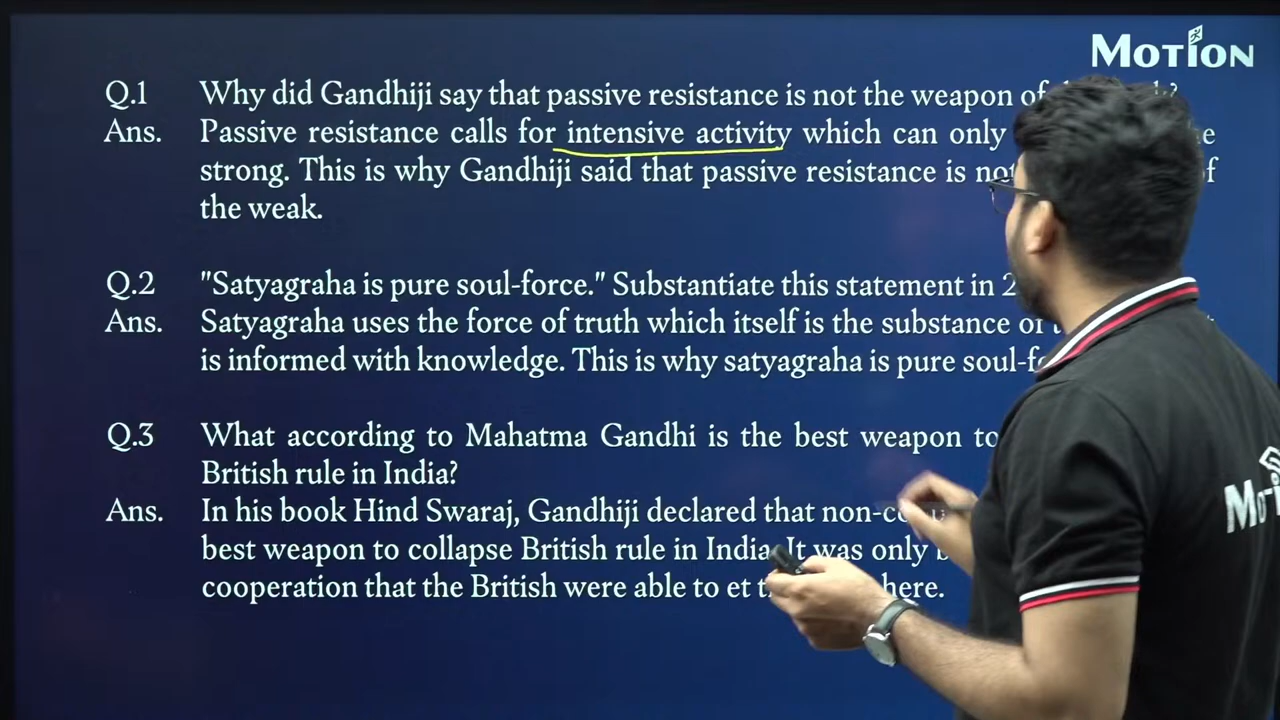 MOTION
Q.1 Why did Gandhiji say that passive resistance is not the weapon of
Ans. Passive resistance calls for intensive activity which can only
strong. This is why Gandhiji said that passive resistance is
the weak.
Q.2 "Satyagraha is pure soul-force." Substantiate this statement in
Ans. Satyagraha uses the force of truth which itself is the substance
is informed with knowledge. This is why satyagraha is pure
Q.3 What according to Mahatma Gandhi is the best weapon to
British rule in India?
Ans. In his book Hind Swaraj, Gandhiji declared that
best weapon to collapse British rule in India. It was only
cooperation that the British were able to et here.